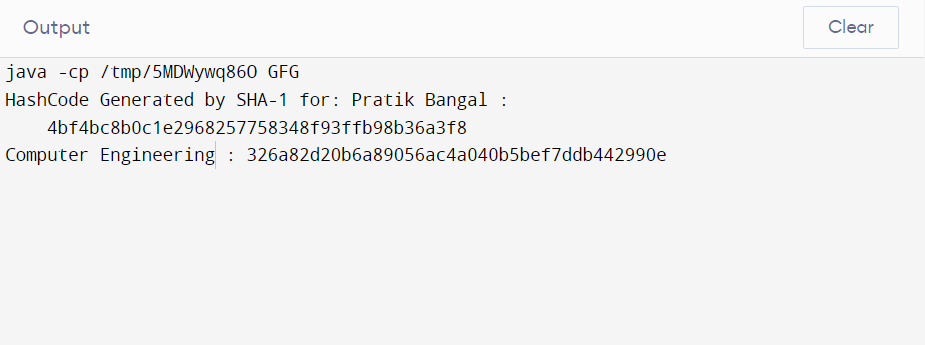 Output
Clear
java -cp /tmp/5MDWywq86O GFG
HashCode Generated by SHA-1 for: Pratik Bangal :
4bf4bc8b0c1e2968257758348f93ffb98b36a3f8
Computer Engineering : 326a82d20b6a89056ac4a040b5bef7ddb442990e